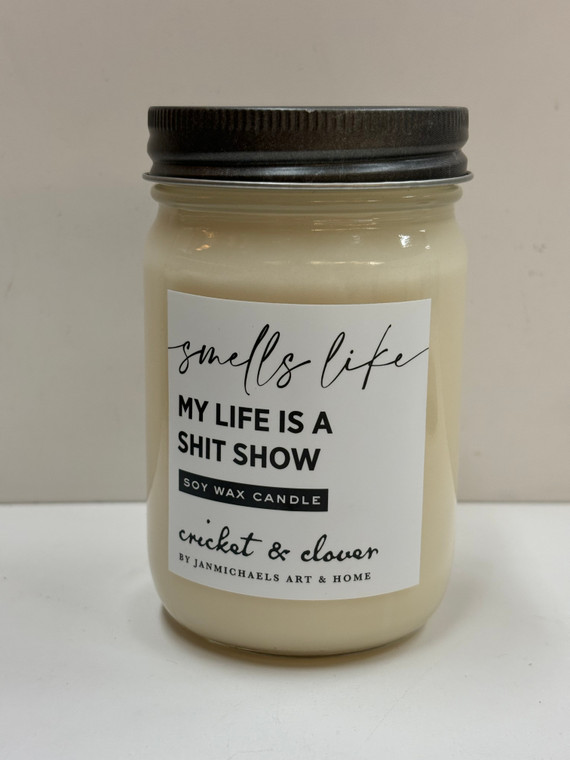 smells like
MY LIFE IS A
SHIT SHOW
SOY WAX CANDLE
cricket & clover
BY JANMICHAELS ART & HOME